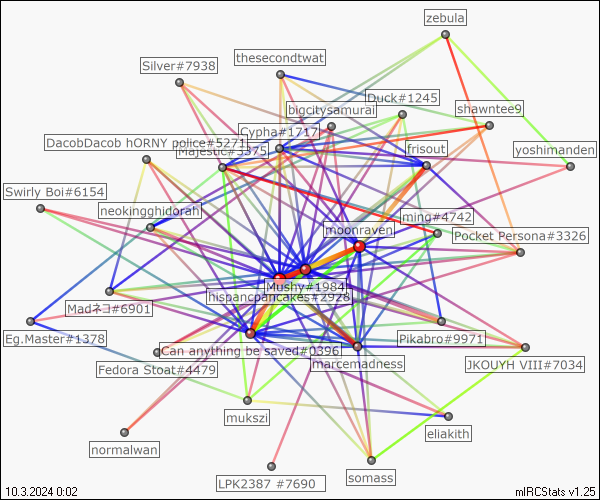 zebula
thesecondtwat
Silver#7938
Duck#1245
bigcitysamurai
shawntee9
Cypha#1717
DacobDacob hORNY police#5271
Majestic#3375
frisout
yoshimanden
Swirly Boi#6154
neokingghidorah
ming#4742
moonraven
Pocket Persona#3326
Mushy#1984
hispancpancakes#2928
Madネコ#6901
Eg.Master#1378
Pikabro#9971
Can anything be saved#0396
marcemadness
JKOUYH VIII#7034
Fedora Stoat#4479
mukszi
eliakith
normalwan
LPK2387 #7690
somass
10.3.2024 0:02
mIRCStats v1.25